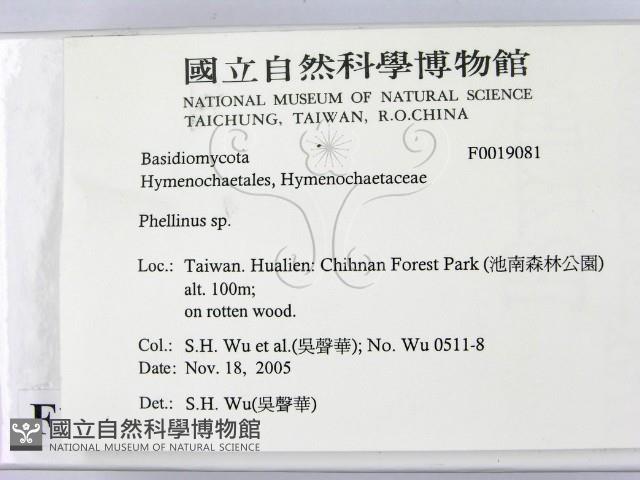 國立自然科學博物館
NATIONAL MUSEUM OF NATURAL SCIENCE
TAICHUNG, TAIWAN, R.O.CHINA
Basidiomycota F0019081
Hymenochaetales, Hymenochaetaceae
Phellinus sp.
Loc.: Taiwan. Hualien: Chihnan Forest Park (池南森林公園)
alt. 100m;
on rotten wood.
Col.: S.H. Wu et al.(吳聲華); No. Wu 0511-8
Date: Nov. 18, 2005
Det.: S.H. Wu(吳聲華)
F
國立自然科學博物館
NATIONAL MUSEUM OF NATURAL SCIENCE